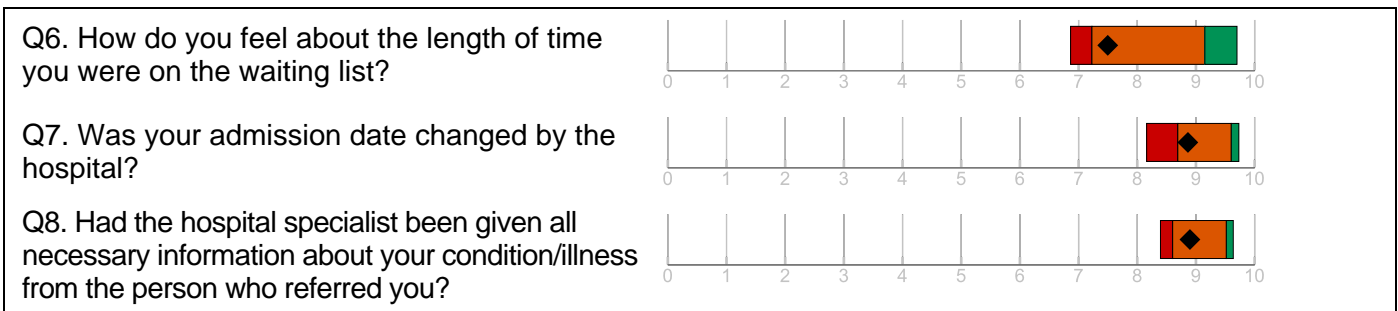 Q6. How do you feel about the length of time
you were on the waiting list?
0 1 2 3 4 5 6 7 8 9 10
Q7. Was your admission date changed by the
hospital?
0 1 2 3 4 5 6 7 8 9 10
Q8. Had the hospital specialist been given all
necessary information about your condition/illness
from the person who referred you?
0 1 2 3 4 5 6 7 8 9 10